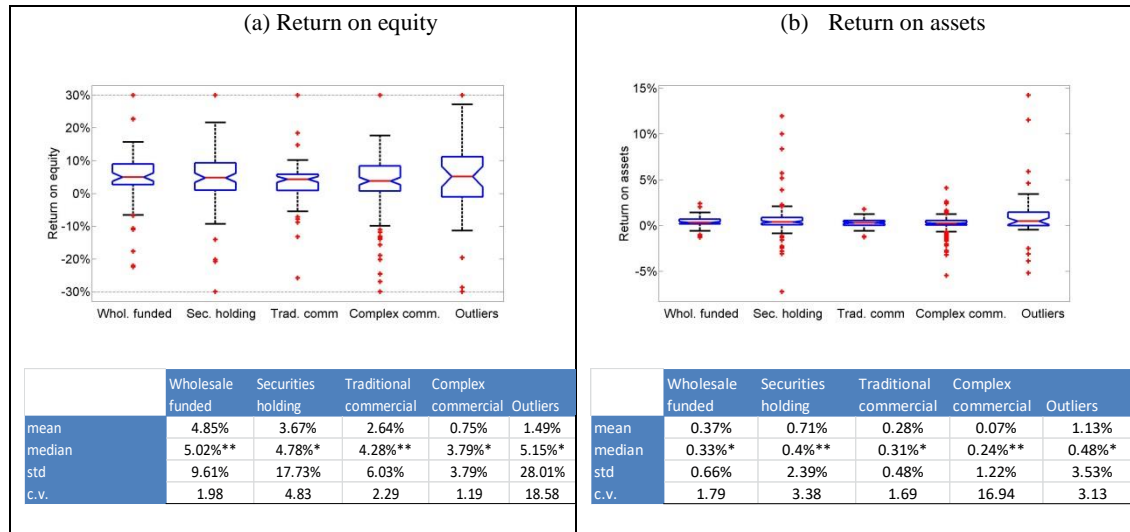 (a) Return on equity
30%
20%
10%
0%
-10%
-20%
-30%
Return on equity
Whol. funded Sec. holding Trad. comm Complex comm. Outliers
Wholesale funded Securities holding Traditional commercial Complex commercial Outliers
mean 4.85% 3.67% 2.64% 0.75% 1.49%
median 5.02%** 4.78%* 4.28%** 3.79%* 5.15%*
std 9.61% 17.73% 6.03% 3.79% 28.01%
c.v. 1.98 4.83 2.29 1.19 18.58
(b) Return on assets
15%
10%
5%
0%
-5%
Return on assets
Whol. funded Sec. holding Trad. comm Complex comm. Outliers
Wholesale funded Securities holding Traditional commercial Complex commercial Outliers
mean 0.37% 0.71% 0.28% 0.07% 1.13%
median 0.33%* 0.4%** 0.31%* 0.24%** 0.48%*
std 0.66% 2.39% 0.48% 1.22% 3.53%
c.v. 1.79 3.38 1.69 16.94 3.13